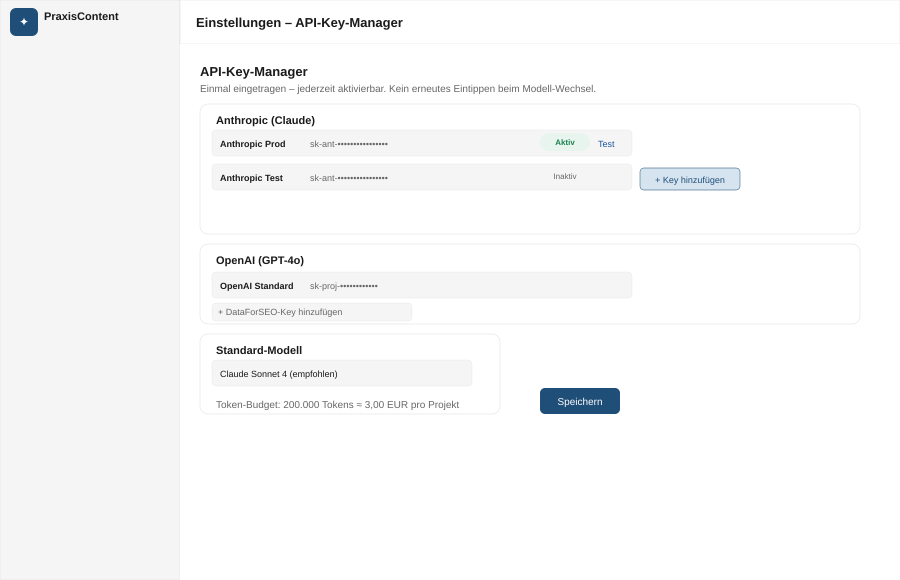 PraxisContent
Einstellungen – API-Key-Manager
API-Key-Manager
Einmal eingetragen – jederzeit aktivierbar. Kein erneutes Eintippen beim Modell-Wechsel.
Anthropic (Claude)
Anthropic Prod sk-ant-•••••••••••••••• Aktiv Test
Anthropic Test sk-ant-•••••••••••••••• Inaktiv + Key hinzufügen
OpenAI (GPT-4o)
OpenAI Standard sk-proj-••••••••••••
+ DataForSEO-Key hinzufügen
Standard-Modell
Claude Sonnet 4 (empfohlen)
Token-Budget: 200.000 Tokens ≈ 3,00 EUR pro Projekt
Speichern